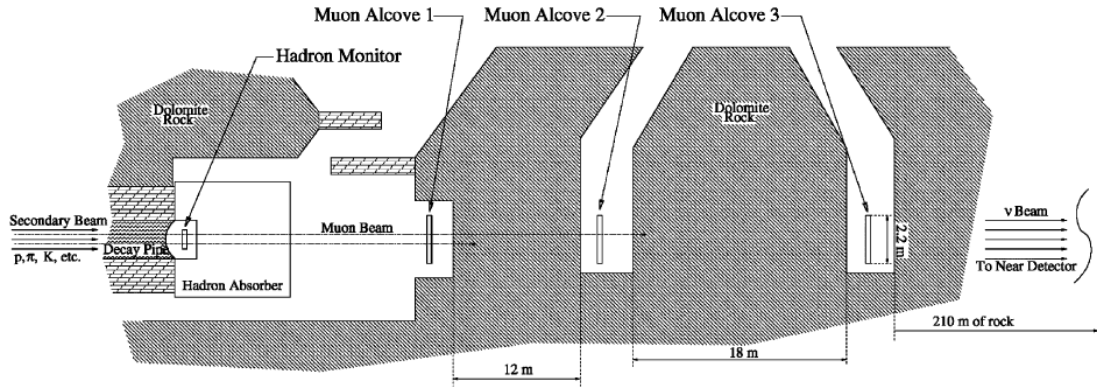 Muon Alcove 1
Muon Alcove 2
Muon Alcove 3
Hadron Monitor
Dolomite
Rock
Dolomite
Rock
Secondary Beam
Decay Pipe
p,π, K, etc.
Muon Beam
Hadron Absorber
2.2 m
ν Beam
To Near Detector
210 m of rock
12 m
18 m